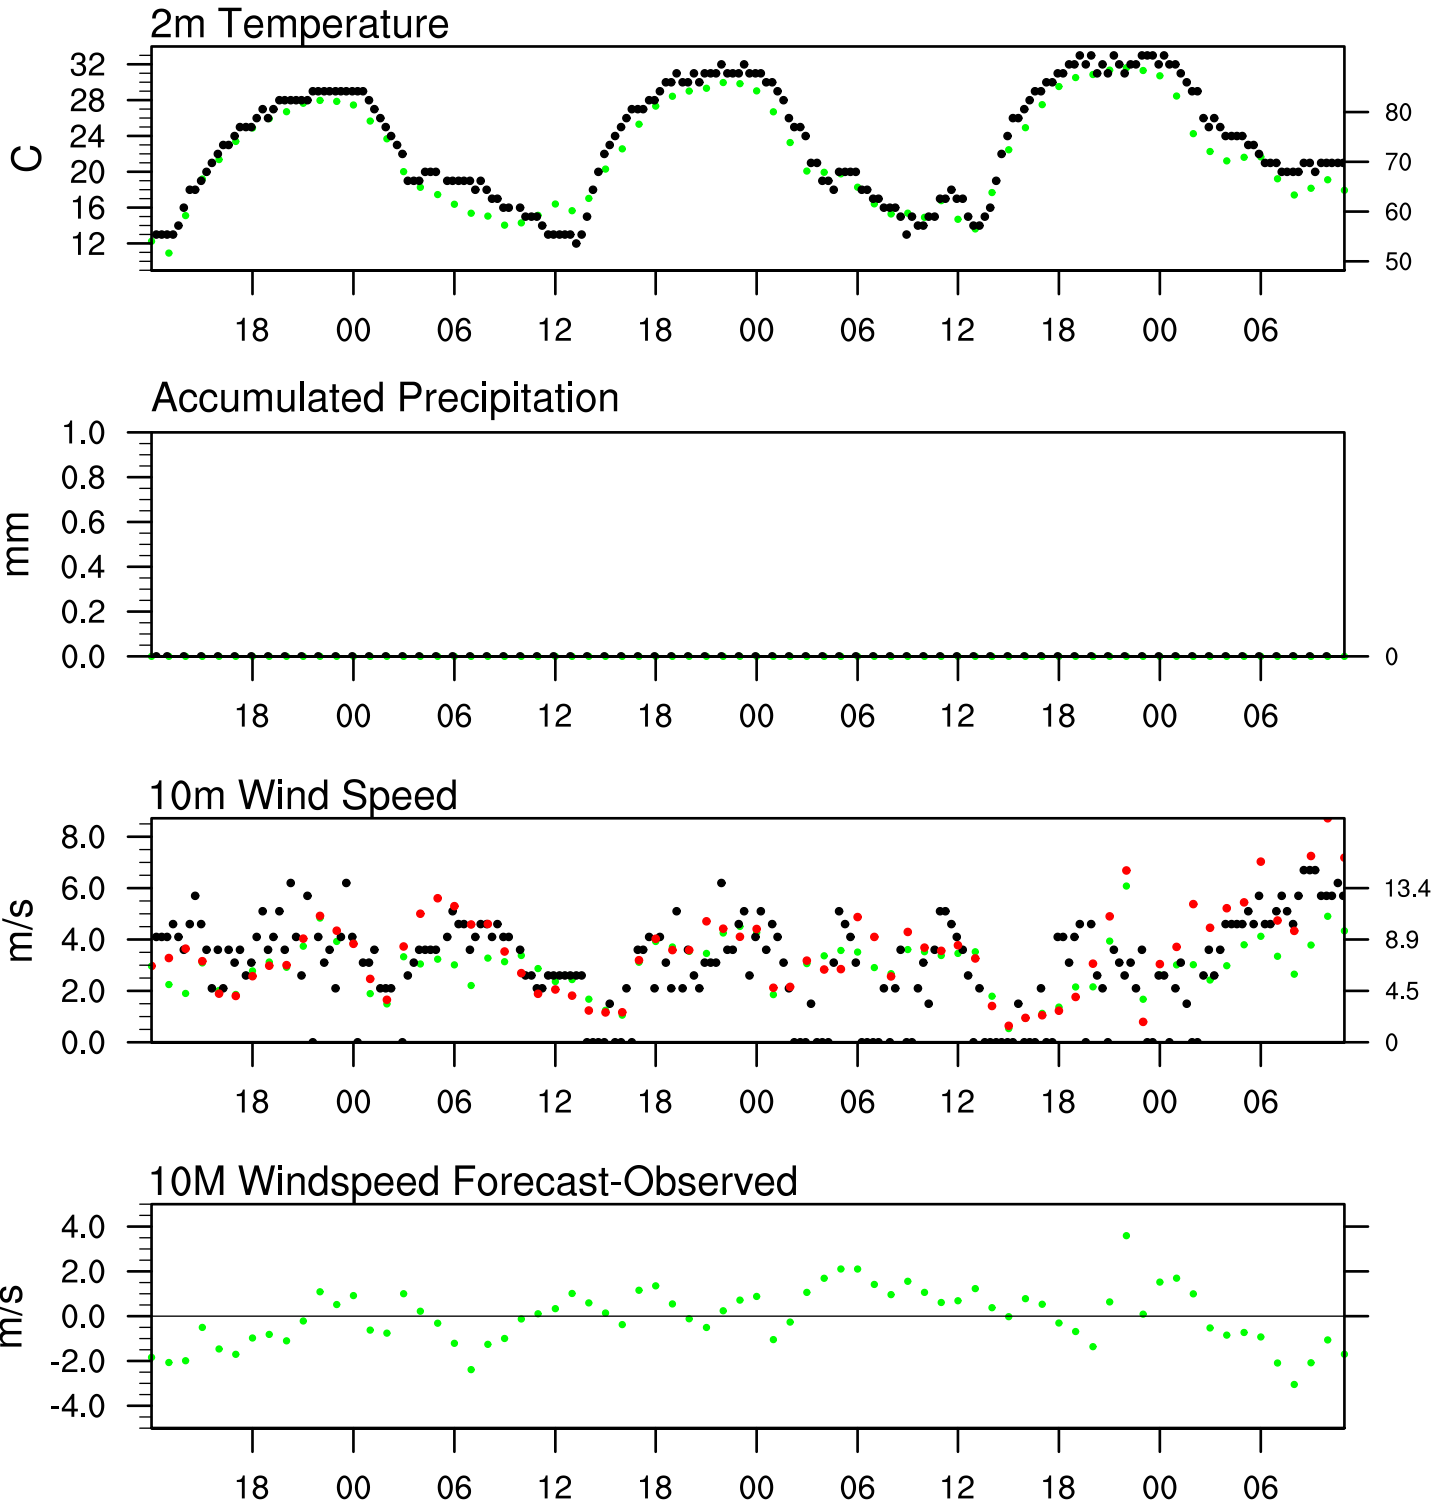 2m Temperature
32
28
24
20
16
12
C
80
70
60
50
18 00 06 12 18 00 06 12 18 00 06
Accumulated Precipitation
1.0
0.8
0.6
0.4
0.2
0.0
mm
0
18 00 06 12 18 00 06 12 18 00 06
10m Wind Speed
8.0
6.0
4.0
2.0
0.0
m/s
13.4
8.9
4.5
0
18 00 06 12 18 00 06 12 18 00 06
10M Windspeed Forecast-Observed
4.0
2.0
0.0
-2.0
-4.0
m/s
18 00 06 12 18 00 06 12 18 00 06